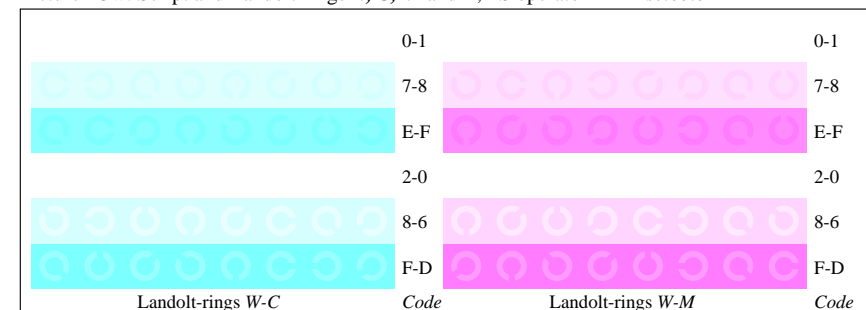 0-1 0-1
7-8 7-8
E-F E-F
2-0 2-0
8-6 8-6
F-D F-D
Landolt-rings W-C Code Landolt-rings W-M Code